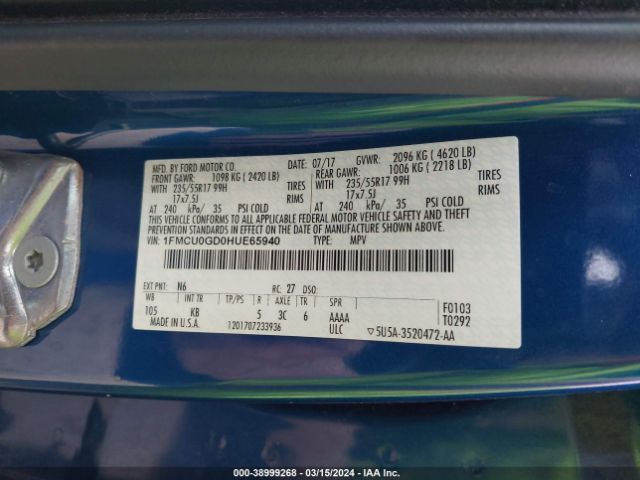 MFD. BY FORD MOTOR CO.
DATE: 07/17 GVWR: 2096 KG ( 4620 LB)
FRONT GAWR: 1098 KG (2420 LB)
REAR GAWR: 1006 KG (2218 LB)
WITH 235/55R17 99H TIRES
WITH 235/55R17 99H TIRES
17x7.5J RIMS
17x7.5J RIMS
AT 240 kPa/ 35 PSI COLD
AT 240 kPa/ 35 PSI COLD
THIS VEHICLE CONFORMS TO ALL APPLICABLE FEDERAL MOTOR VEHICLE SAFETY AND THEFT
PREVENTION STANDARDS IN EFFECT ON THE DATE OF MANUFACTURE SHOWN ABOVE.
VIN: 1FMCU0GD0HUE65940 TYPE: MPV
EXT PNT: N6 RC: 27 DSO:
WB INT TR TP/PS R AXLE TR SPR
105 KB 5 3C 6 AAAA
F0103
T0292
MADE IN U.S.A. 1201707233936 ULC
▽5U5A-3520472-AA
000-38999268 - 03/15/2024 - IAA Inc.